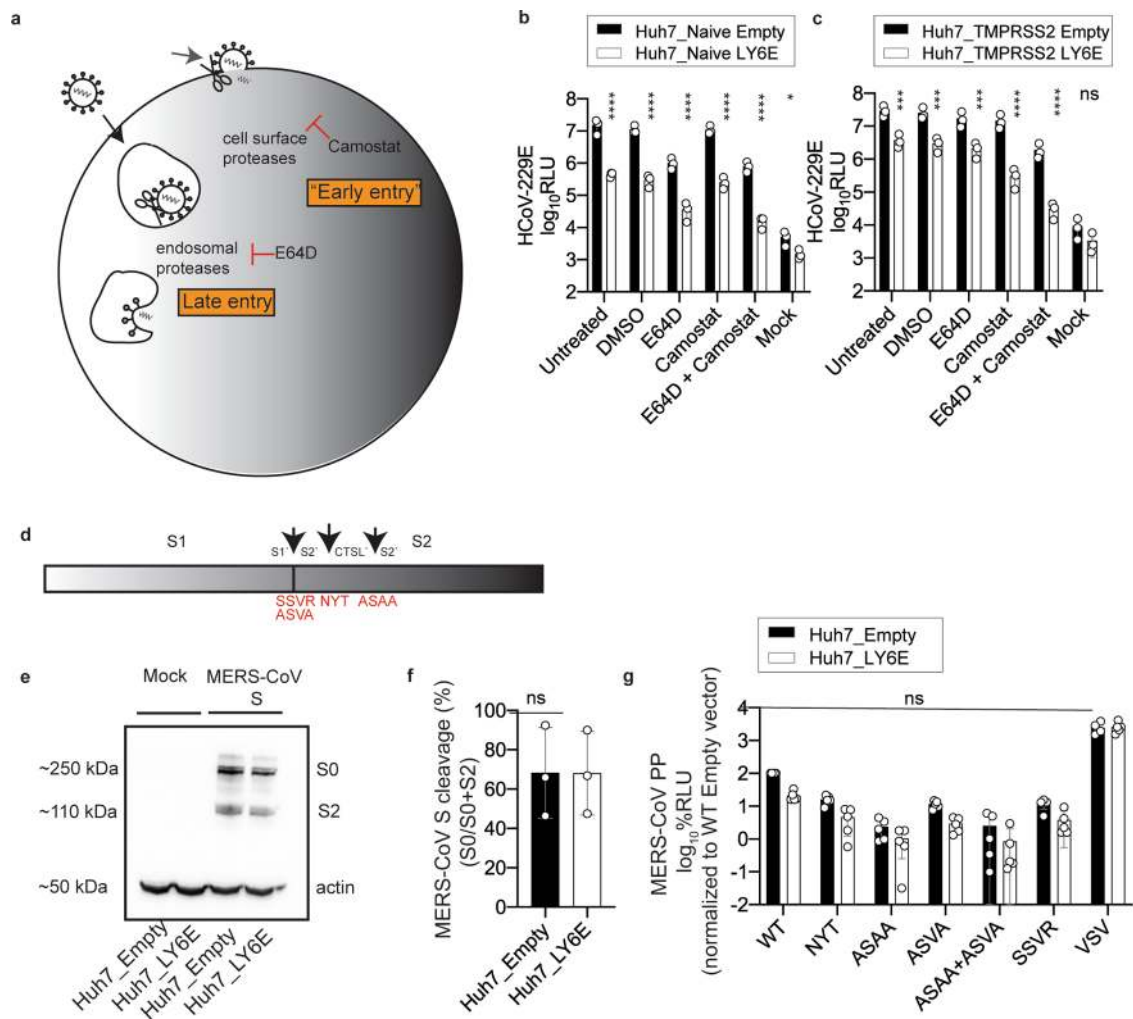 a
cell surface
proteases
Camostat
"Early entry"
endosomal
proteases
E64D
Late entry
b
Huh7_Naive Empty
Huh7_Naive LY6E
HCoV-229E
log10RLU
8
7
6
5
4
3
2
****
****
****
****
****
*
Untreated
DMSO
E64D
Camostat
E64D + Camostat
Mock
c
Huh7_TMPRSS2 Empty
Huh7_TMPRSS2 LY6E
HCoV-229E
log10RLU
8
7
6
5
4
3
2
***
***
***
****
****
ns
Untreated
DMSO
E64D
Camostat
E64D + Camostat
Mock
d
S1
S2
S1´ S2´ CTSL´ S2´
SSVR NYT ASAA
ASVA
e
Mock
MERS-CoV
S
~250 kDa
S0
~110 kDa
S2
~50 kDa
actin
Huh7_Empty
Huh7_LY6E
Huh7_Empty
Huh7_LY6E
f
MERS-CoV S cleavage (%)
(S0/S0+S2)
100
80
60
40
20
0
ns
Huh7_Empty
Huh7_LY6E
g
Huh7_Empty
Huh7_LY6E
MERS-CoV PP
log10%RLU
(normalized to WT Empty vector)
4
3
2
1
0
-1
-2
ns
WT
NYT
ASAA
ASVA
ASAA+ASVA
SSVR
VSV